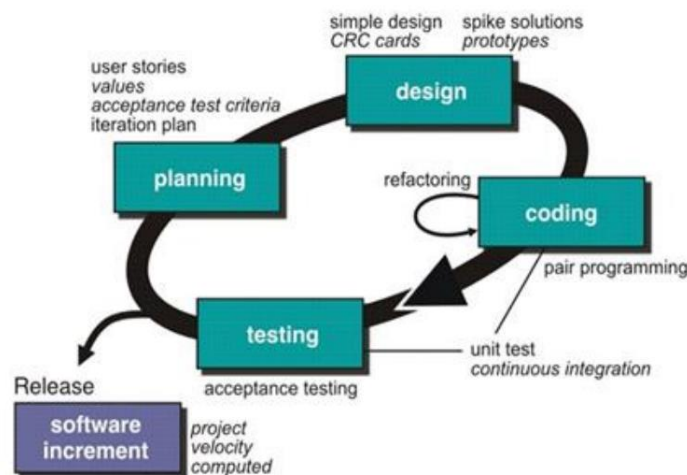 simple design
CRC cards
spike solutions
prototypes
user stories
values
acceptance test criteria
iteration plan
design
planning
refactoring
coding
pair programming
testing
unit test
continuous integration
acceptance testing
Release
software
increment
project
velocity
computed